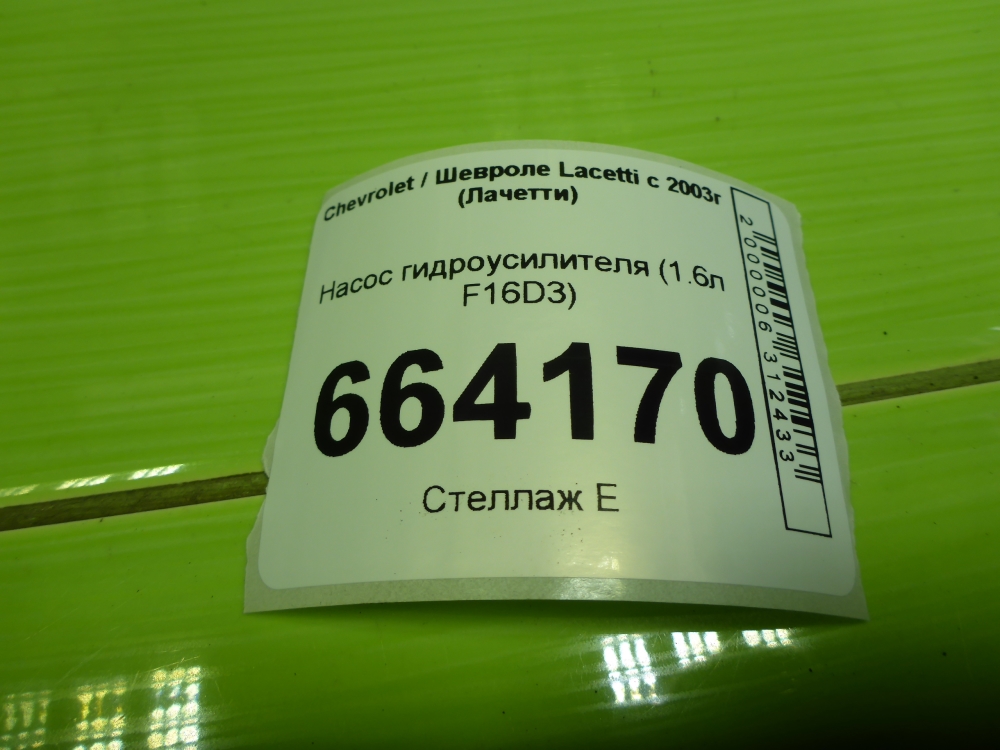 Chevrolet / Шевроле Lacetti с 2003г
(Лачетти)
Насос гидроусилителя (1.6л
F16D3)
664170
Стеллаж Е
2000006312433